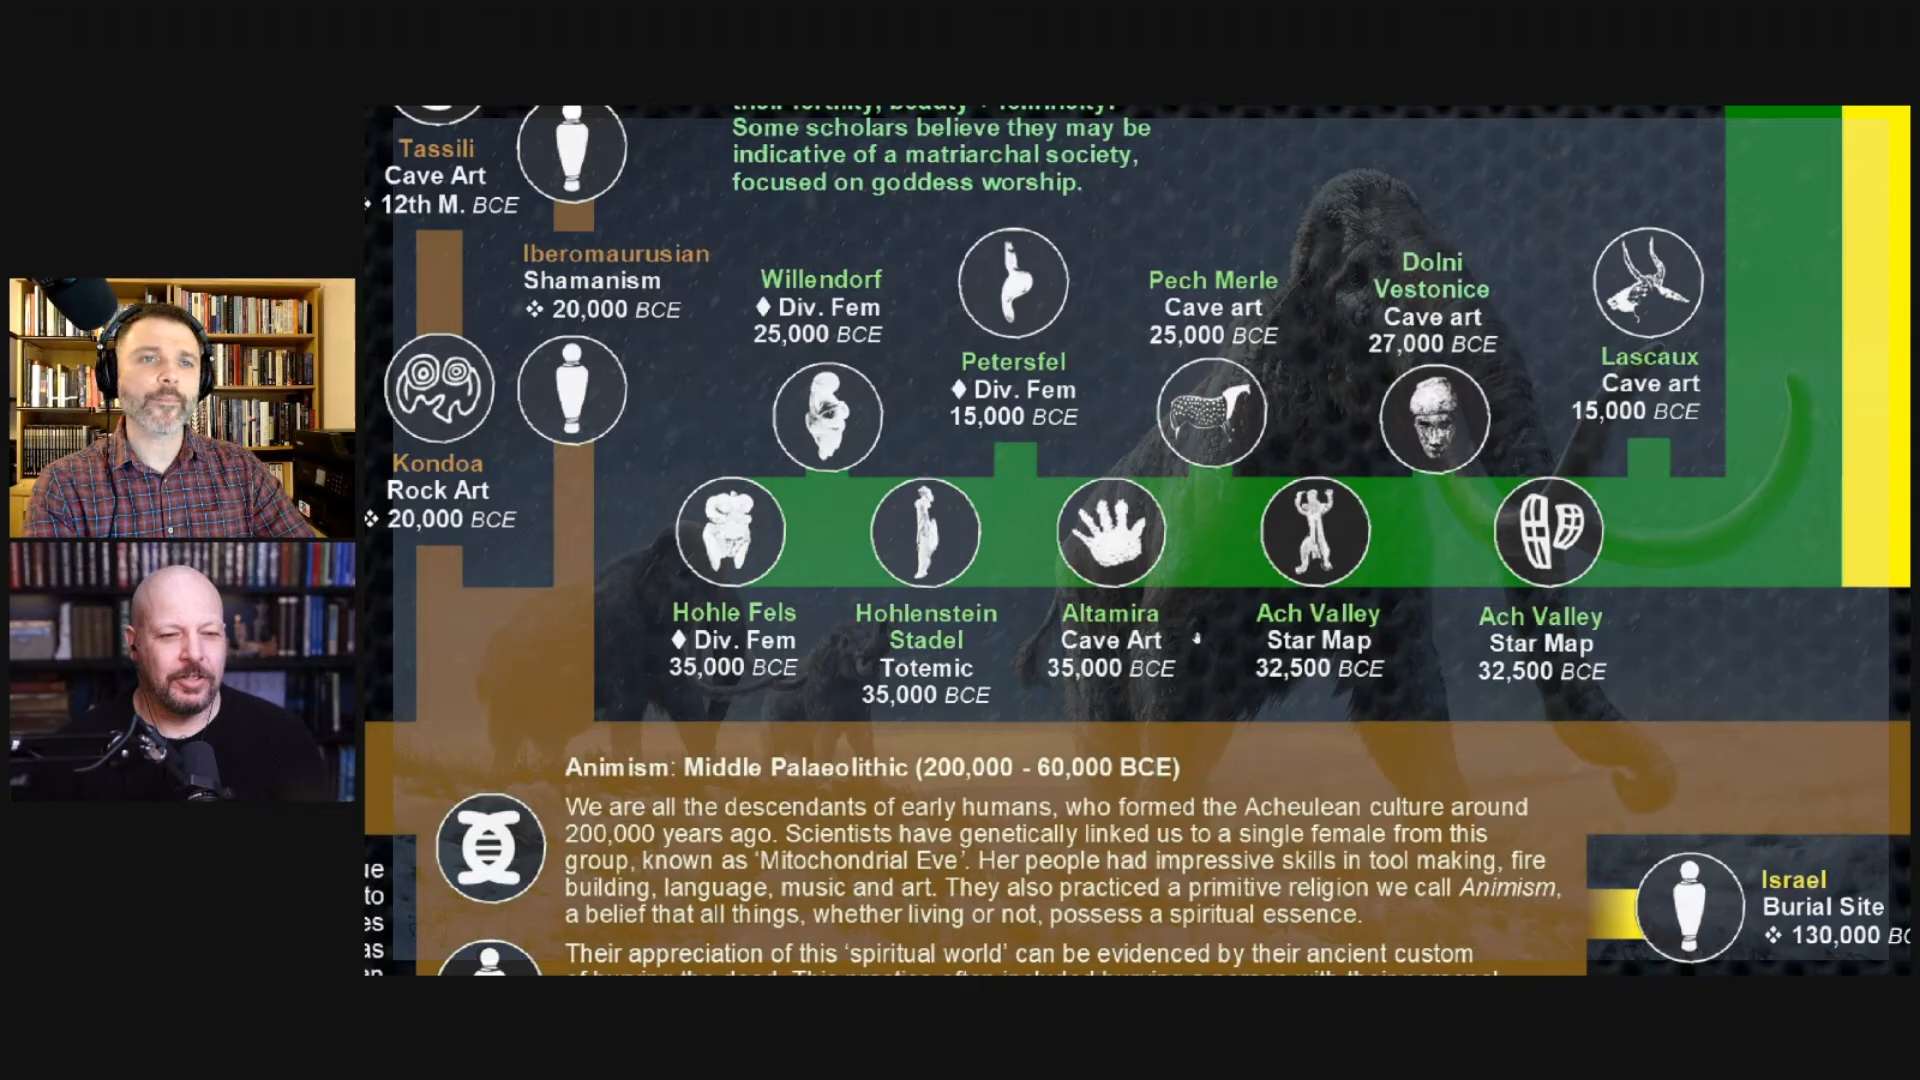 their fertility, beauty + femininity.
Some scholars believe they may be
indicative of a matriarchal society,
focused on goddess worship.
Tassili
Cave Art
12th M. BCE
Iberomaurusian
Shamanism
❖ 20,000 BCE
Willendorf
♦ Div. Fem
25,000 BCE
Petersfel
♦ Div. Fem
15,000 BCE
Pech Merle
Cave art
25,000 BCE
Dolni
Vestonice
Cave art
27,000 BCE
Lascaux
Cave art
15,000 BCE
Kondoa
Rock Art
❖ 20,000 BCE
Hohle Fels
♦ Div. Fem
35,000 BCE
Hohlenstein
Stadel
Totemic
35,000 BCE
Altamira
Cave Art
35,000 BCE
Ach Valley
Star Map
32,500 BCE
Ach Valley
Star Map
32,500 BCE
Animism: Middle Palaeolithic (200,000 - 60,000 BCE)
We are all the descendants of early humans, who formed the Acheulean culture around
200,000 years ago. Scientists have genetically linked us to a single female from this
group, known as ‘Mitochondrial Eve’. Her people had impressive skills in tool making, fire
building, language, music and art. They also practiced a primitive religion we call Animism,
a belief that all things, whether living or not, possess a spiritual essence.
Their appreciation of this ‘spiritual world’ can be evidenced by their ancient custom
ue
to
es
as
Israel
Burial Site
❖ 130,000 BC